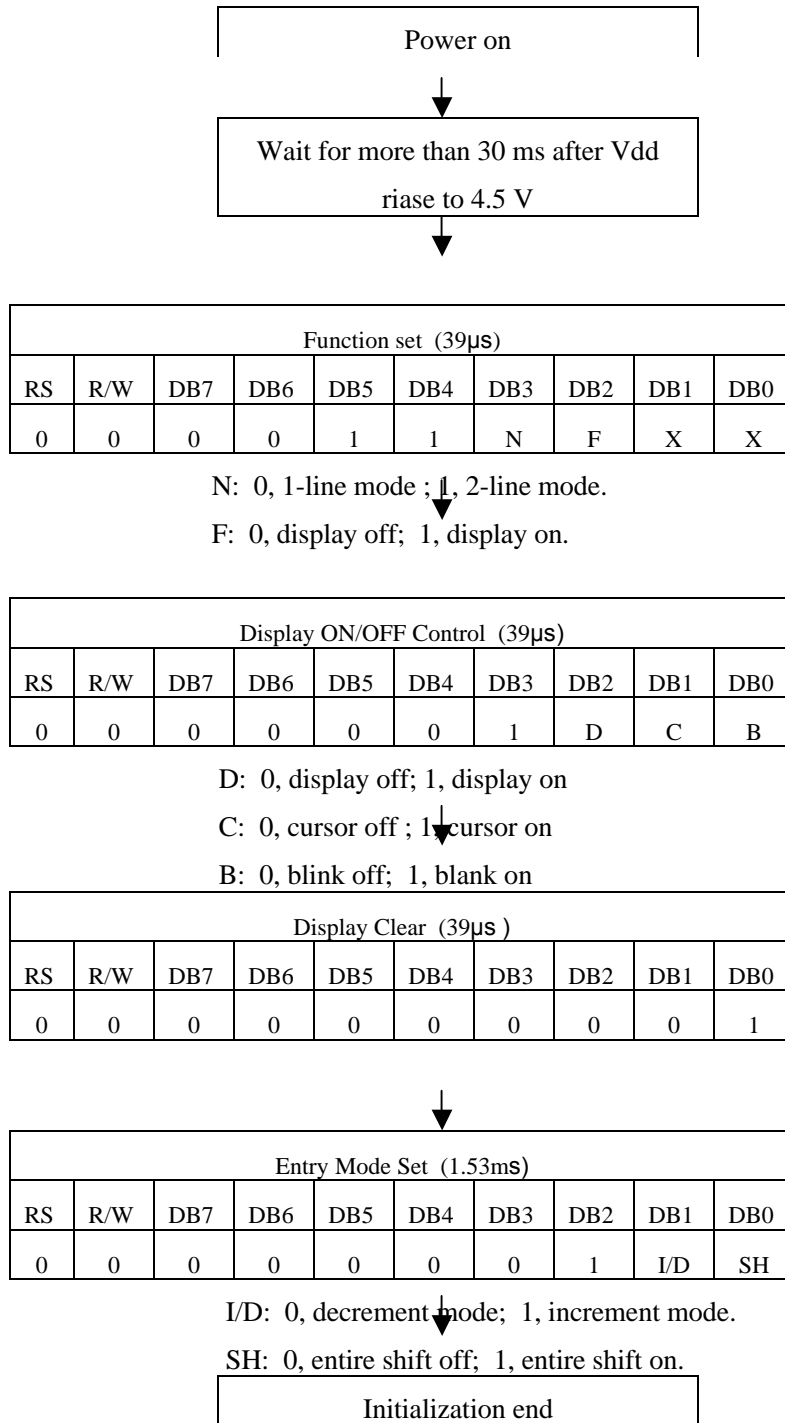 Power on
Wait for more than 30 ms after Vdd
riase to 4.5 V
Function set (39µs)
RS R/W DB7 DB6 DB5 DB4 DB3 DB2 DB1 DB0
0 0 0 0 1 1 N F X X
N: 0, 1-line mode ; 1, 2-line mode.
F: 0, display off; 1, display on.
Display ON/OFF Control (39µs)
RS R/W DB7 DB6 DB5 DB4 DB3 DB2 DB1 DB0
0 0 0 0 0 0 1 D C B
D: 0, display off; 1, display on
C: 0, cursor off ; 1, cursor on
B: 0, blink off; 1, blank on
Display Clear (39µs )
RS R/W DB7 DB6 DB5 DB4 DB3 DB2 DB1 DB0
0 0 0 0 0 0 0 0 0 1
Entry Mode Set (1.53ms)
RS R/W DB7 DB6 DB5 DB4 DB3 DB2 DB1 DB0
0 0 0 0 0 0 0 1 I/D SH
I/D: 0, decrement mode; 1, increment mode.
SH: 0, entire shift off; 1, entire shift on.
Initialization end